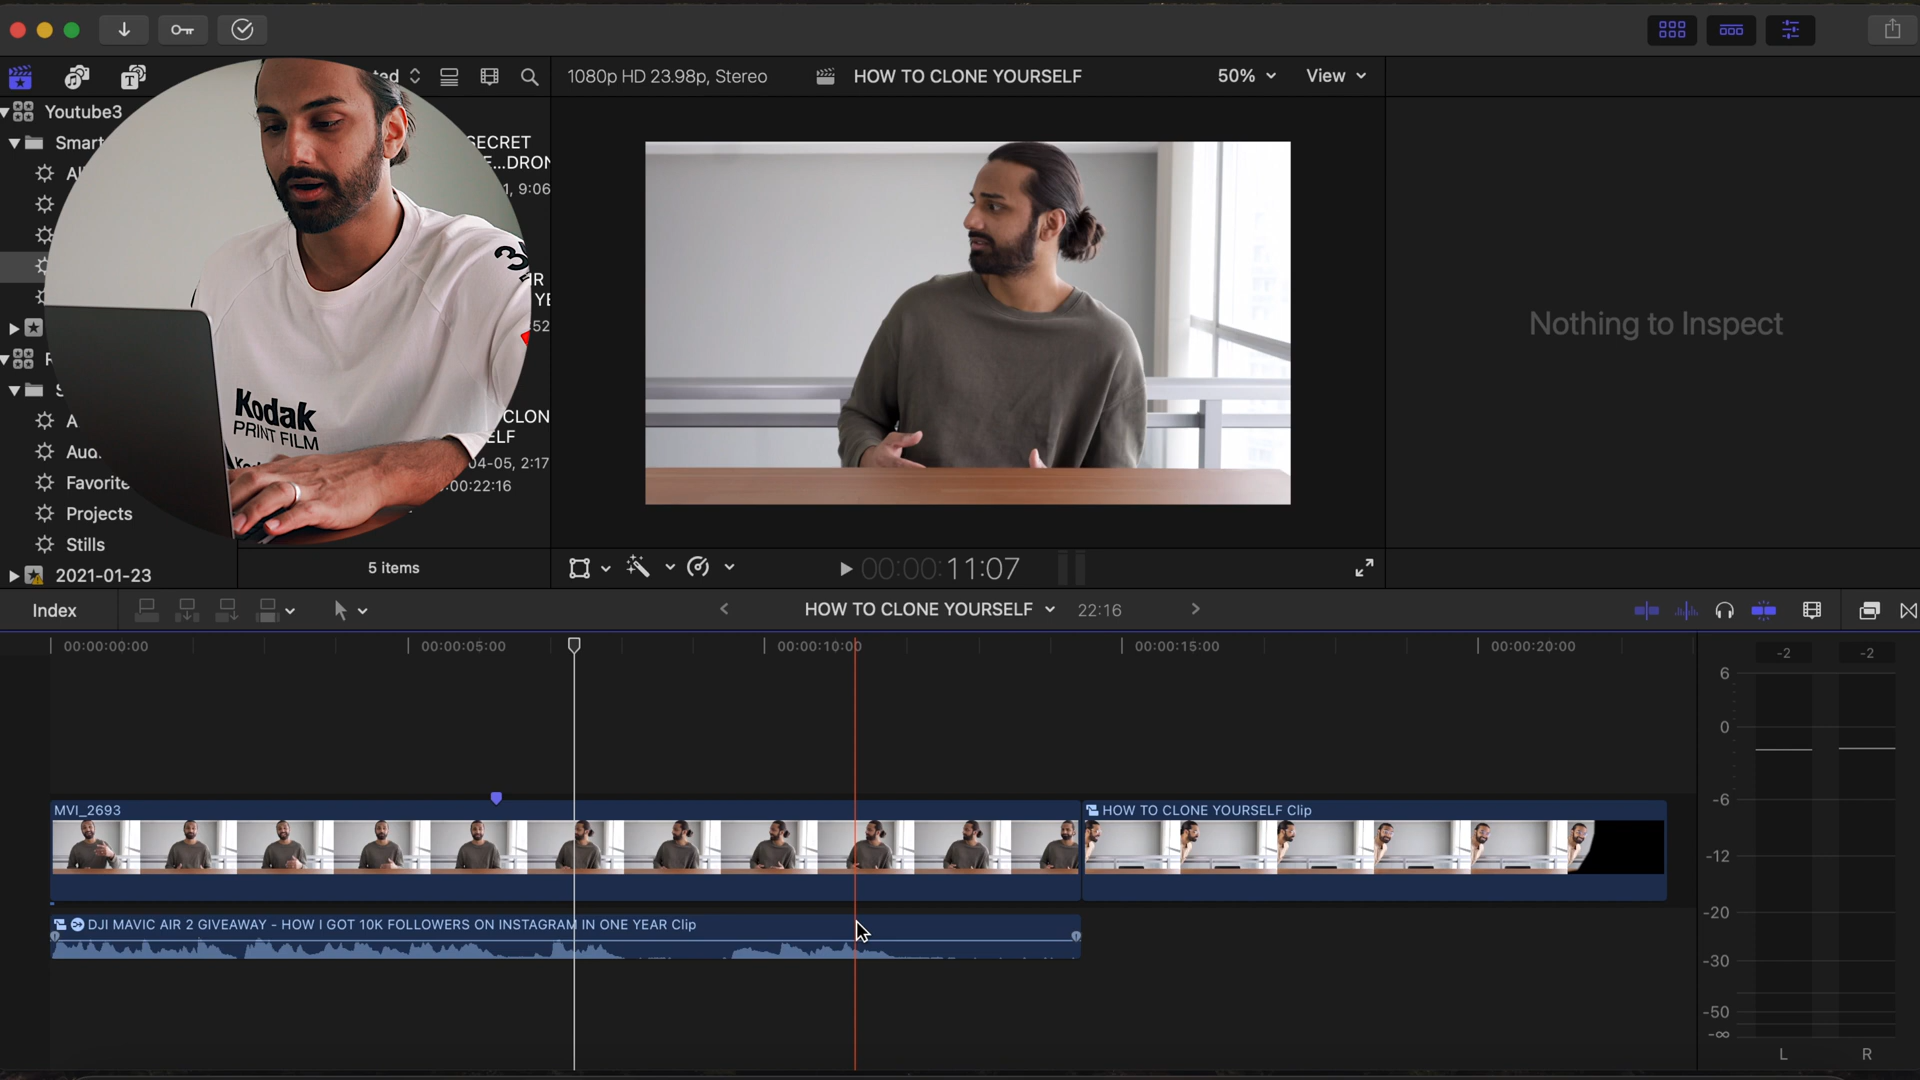 ted
1080p HD 23.98p, Stereo
HOW TO CLONE YOURSELF
50%
View
Youtube3
Smart
Al
SECRET
E...DRON
1, 9:06
IR
YE
:52
S
A
CLON
ELF
Aud
04-05, 2:17
Favorite
:00:22:16
Projects
Stills
2021-01-23
5 items
Kodak
PRINT FILM
3
Nothing to Inspect
00:00:11:07
Index
HOW TO CLONE YOURSELF
22:16
00:00:00:00
00:00:05:00
00:00:10:00
00:00:15:00
00:00:20:00
-2
-2
6
0
-6
-12
-20
-30
-50
-∞
L
R
MVI_2693
HOW TO CLONE YOURSELF Clip
DJI MAVIC AIR 2 GIVEAWAY - HOW I GOT 10K FOLLOWERS ON INSTAGRAM IN ONE YEAR Clip